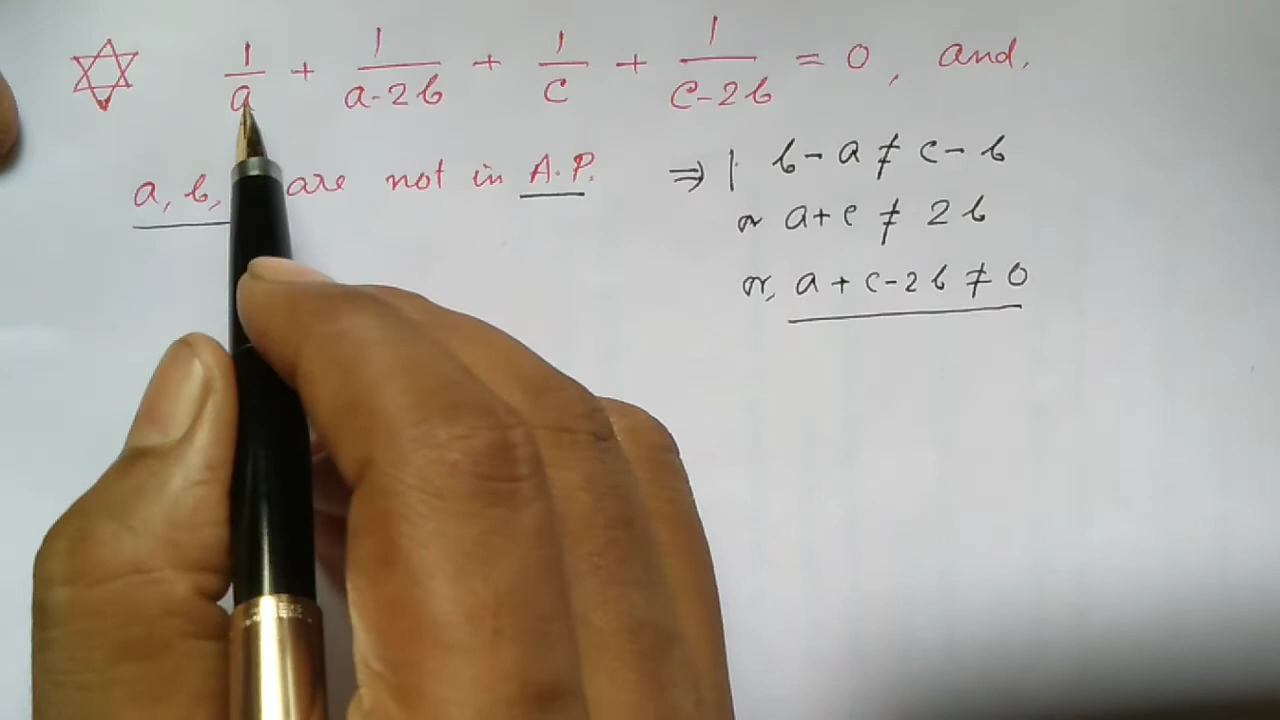 1/a + 1/(a-2b) + 1/c + 1/(c-2b) = 0, and,
a, b, are not in A.P. ⇒ | b-a ≠ c-b
or a+c ≠ 2b
or, a+c-2b ≠ 0